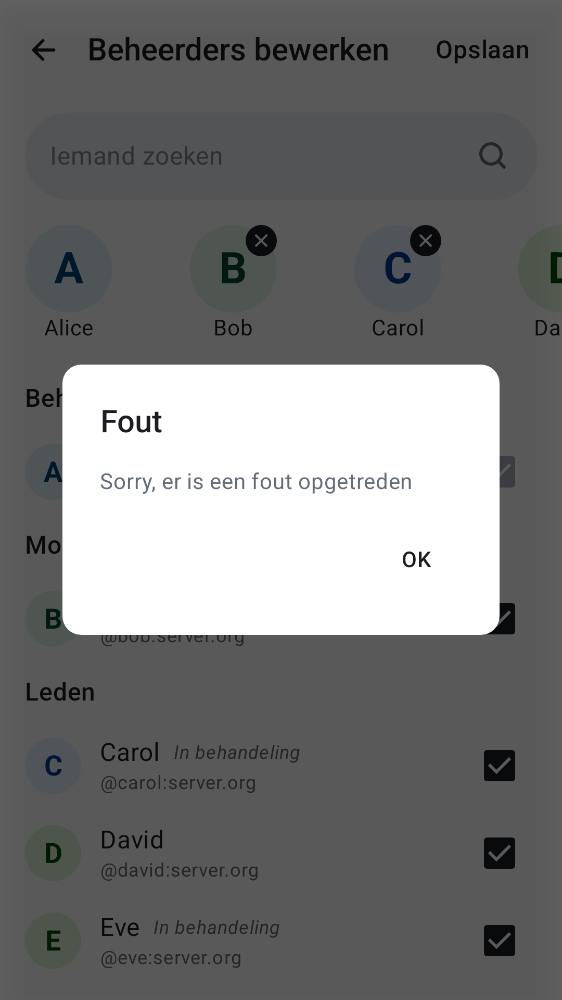 Beheerders bewerken Opslaan
Iemand zoeken
A B C D
Alice Bob Carol Da
Beh
Fout
A
Sorry, er is een fout opgetreden
Mo
OK
B
@bob:server.org
Leden
Carol In behandeling
C
@carol:server.org
David
D
@david:server.org
Eve In behandeling
E
@eve:server.org